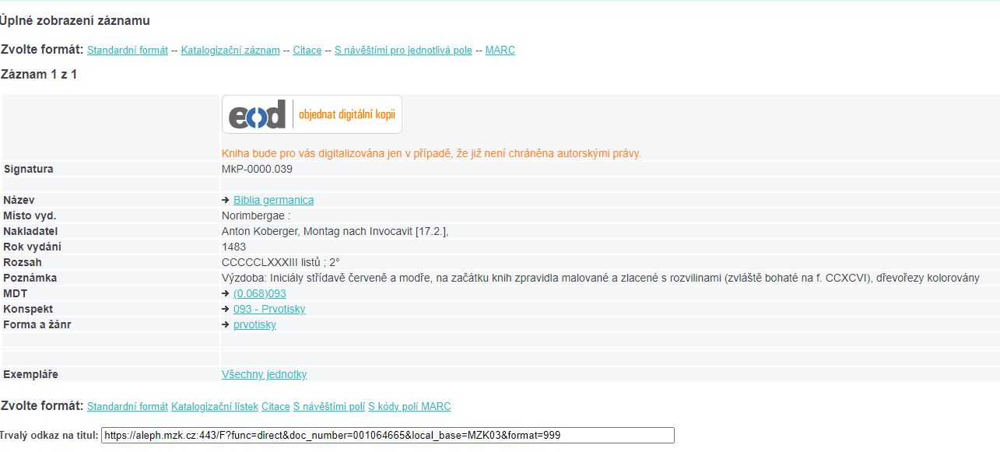 Úplné zobrazení záznamu
Zvolte formát: Standardní formát -- Katalogizační záznam -- Citace -- S návěštími pro jednotlivá pole -- MARC
Záznam 1 z 1
eod objednat digitální kopii
Kniha bude pro vás digitalizována jen v případě, že již není chráněna autorskými právy.
Signatura MkP-0000.039
Název Biblia germanica
Místo vyd. Norimbergae :
Nakladatel Anton Koberger, Montag nach Invocavit [17.2.],
Rok vydání 1483
Rozsah CCCCCLXXXIII listů ; 2°
Poznámka Výzdoba: Iniciály střídavě červeně a modře, na začátku knih zpravidla malované a zlacené s rozvilinami (zvláště bohaté na f. CCXCVI), dřevořezy kolorovány
MDT (0.068)093
Konspekt 093 - Prvotisky
Forma a žánr prvotisky
Exempláře Všechny jednotky
Zvolte formát: Standardní formát Katalogizační lístek Citace S návěštími polí S kódy polí MARC
Trvalý odkaz na titul: https://aleph.mzk.cz:443/F?func=direct&doc_number=001064665&local_base=MZK03&format=999